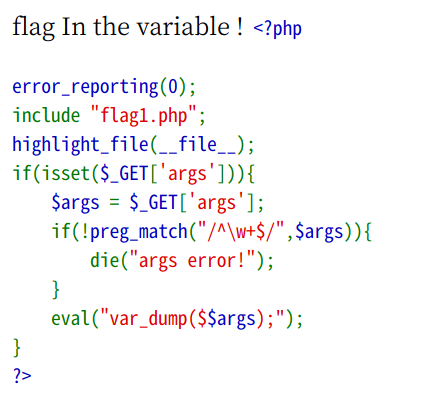 flag In the variable ! <?php
error_reporting(0);
include "flag1.php";
highlight_file(__file__);
if(isset($_GET['args'])){
$args = $_GET['args'];
if(!preg_match("/^\w+$/",$args)){
die("args error!");
}
eval("var_dump($$args);");
}
?>